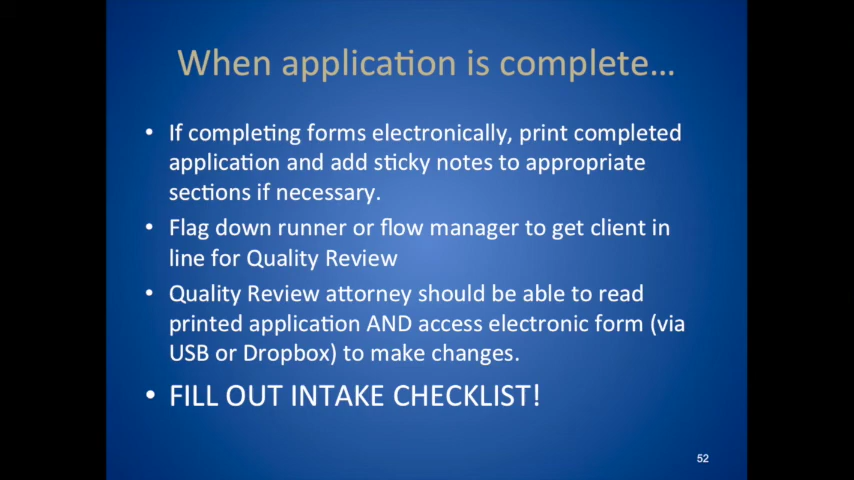 When application is complete…
• If completing forms electronically, print completed
application and add sticky notes to appropriate
sections if necessary.
• Flag down runner or flow manager to get client in
line for Quality Review
• Quality Review attorney should be able to read
printed application AND access electronic form (via
USB or Dropbox) to make changes.
• FILL OUT INTAKE CHECKLIST!
52